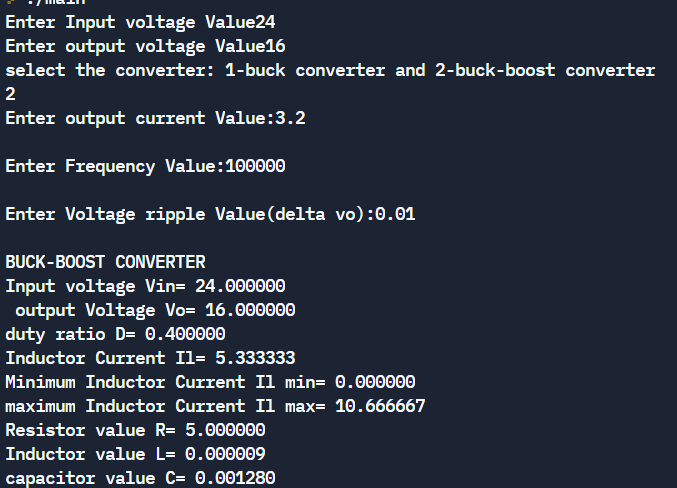 ./main
Enter Input voltage Value24
Enter output voltage Value16
select the converter: 1-buck converter and 2-buck-boost converter
2
Enter output current Value:3.2
Enter Frequency Value:100000
Enter Voltage ripple Value(delta vo):0.01
BUCK-BOOST CONVERTER
Input voltage Vin= 24.000000
output Voltage Vo= 16.000000
duty ratio D= 0.400000
Inductor Current Il= 5.333333
Minimum Inductor Current Il min= 0.000000
maximum Inductor Current Il max= 10.666667
Resistor value R= 5.000000
Inductor value L= 0.000009
capacitor value C= 0.001280